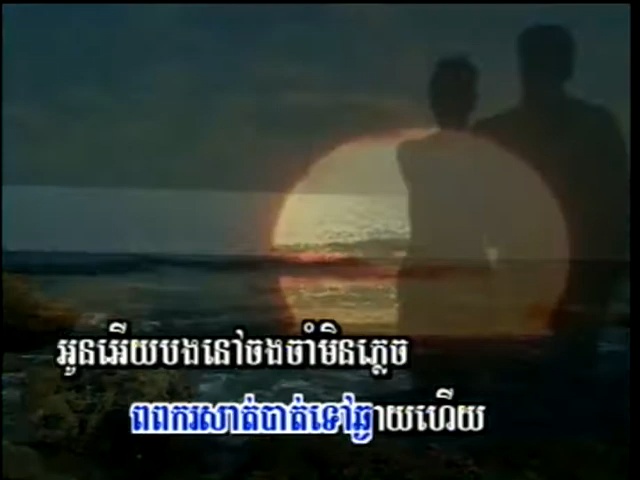 អូនអើយបងនៅចងចាំមិនភ្លេច
ពពករសាត់បាត់ទៅឆ្ងាយហើយ